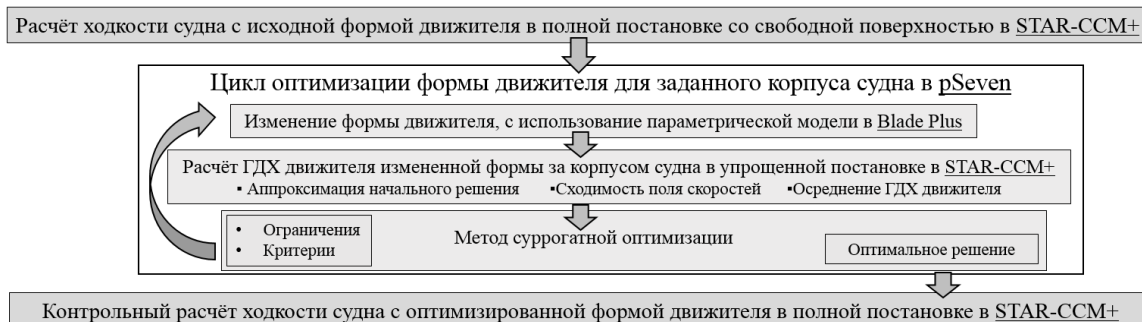 Расчёт ходкости судна с исходной формой движителя в полной постановке со свободной поверхностью в STAR-CCM+
Цикл оптимизации формы движителя для заданного корпуса судна в pSeven
Изменение формы движителя, с использование параметрической модели в Blade Plus
Расчёт ГДХ движителя измененной формы за корпусом судна в упрощенной постановке в STAR-CCM+
▪ Аппроксимация начального решения ▪Сходимость поля скоростей ▪Осреднение ГДХ движителя
• Ограничения
• Критерии
Метод суррогатной оптимизации
Оптимальное решение
Контрольный расчёт ходкости судна с оптимизированной формой движителя в полной постановке в STAR-CCM+